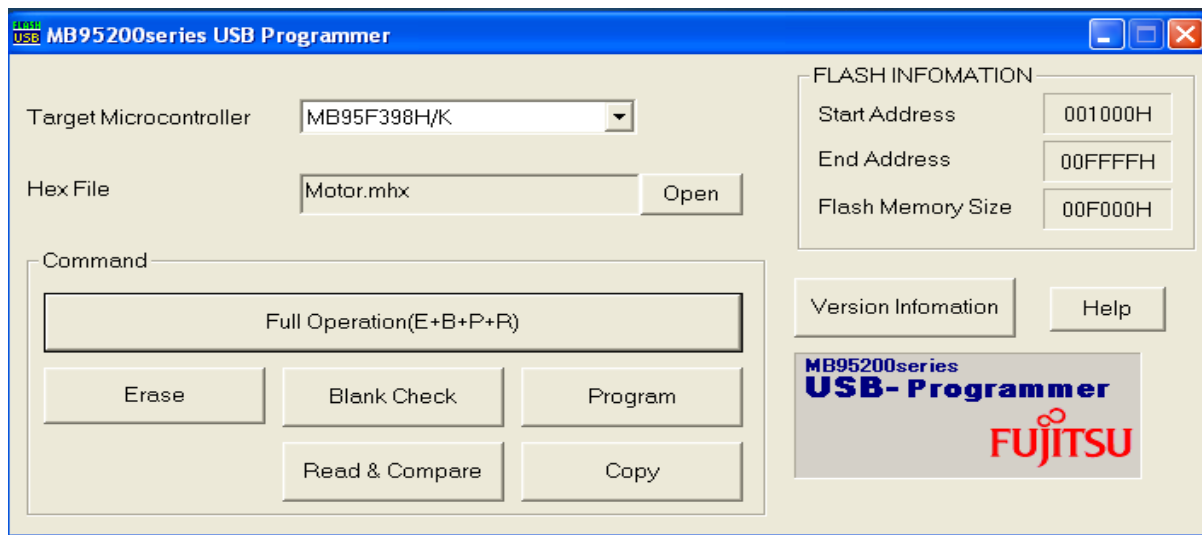 FLASH
USB
MB95200series USB Programmer
Target Microcontroller
MB95F398H/K
Hex File
Motor.mhx
Open
Command
Full Operation(E+B+P+R)
Erase
Blank Check
Program
Read & Compare
Copy
FLASH INFOMATION
Start Address
001000H
End Address
00FFFFH
Flash Memory Size
00F000H
Version Infomation
Help
MB95200series
USB-Programmer
FUJITSU